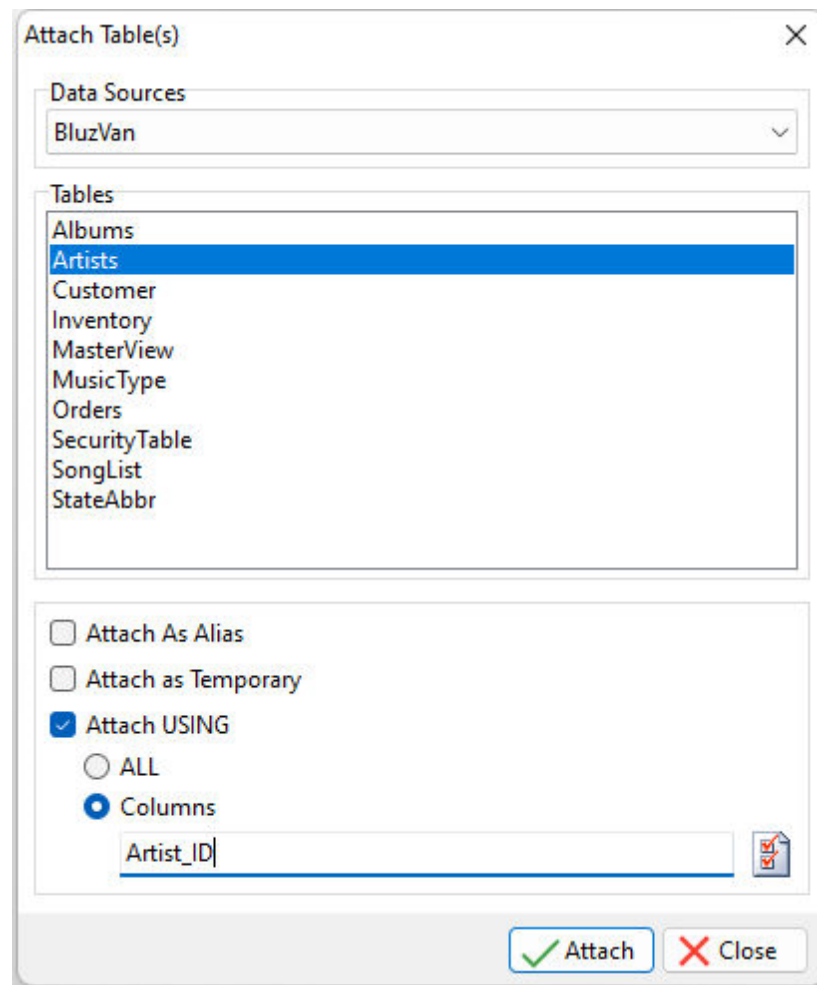 Attach Table(s)
Data Sources
BluzVan
Tables
Albums
Artists
Customer
Inventory
MasterView
MusicType
Orders
SecurityTable
SongList
StateAbbr
Attach As Alias
Attach as Temporary
Attach USING
ALL
Columns
Artist_ID
Attach Close